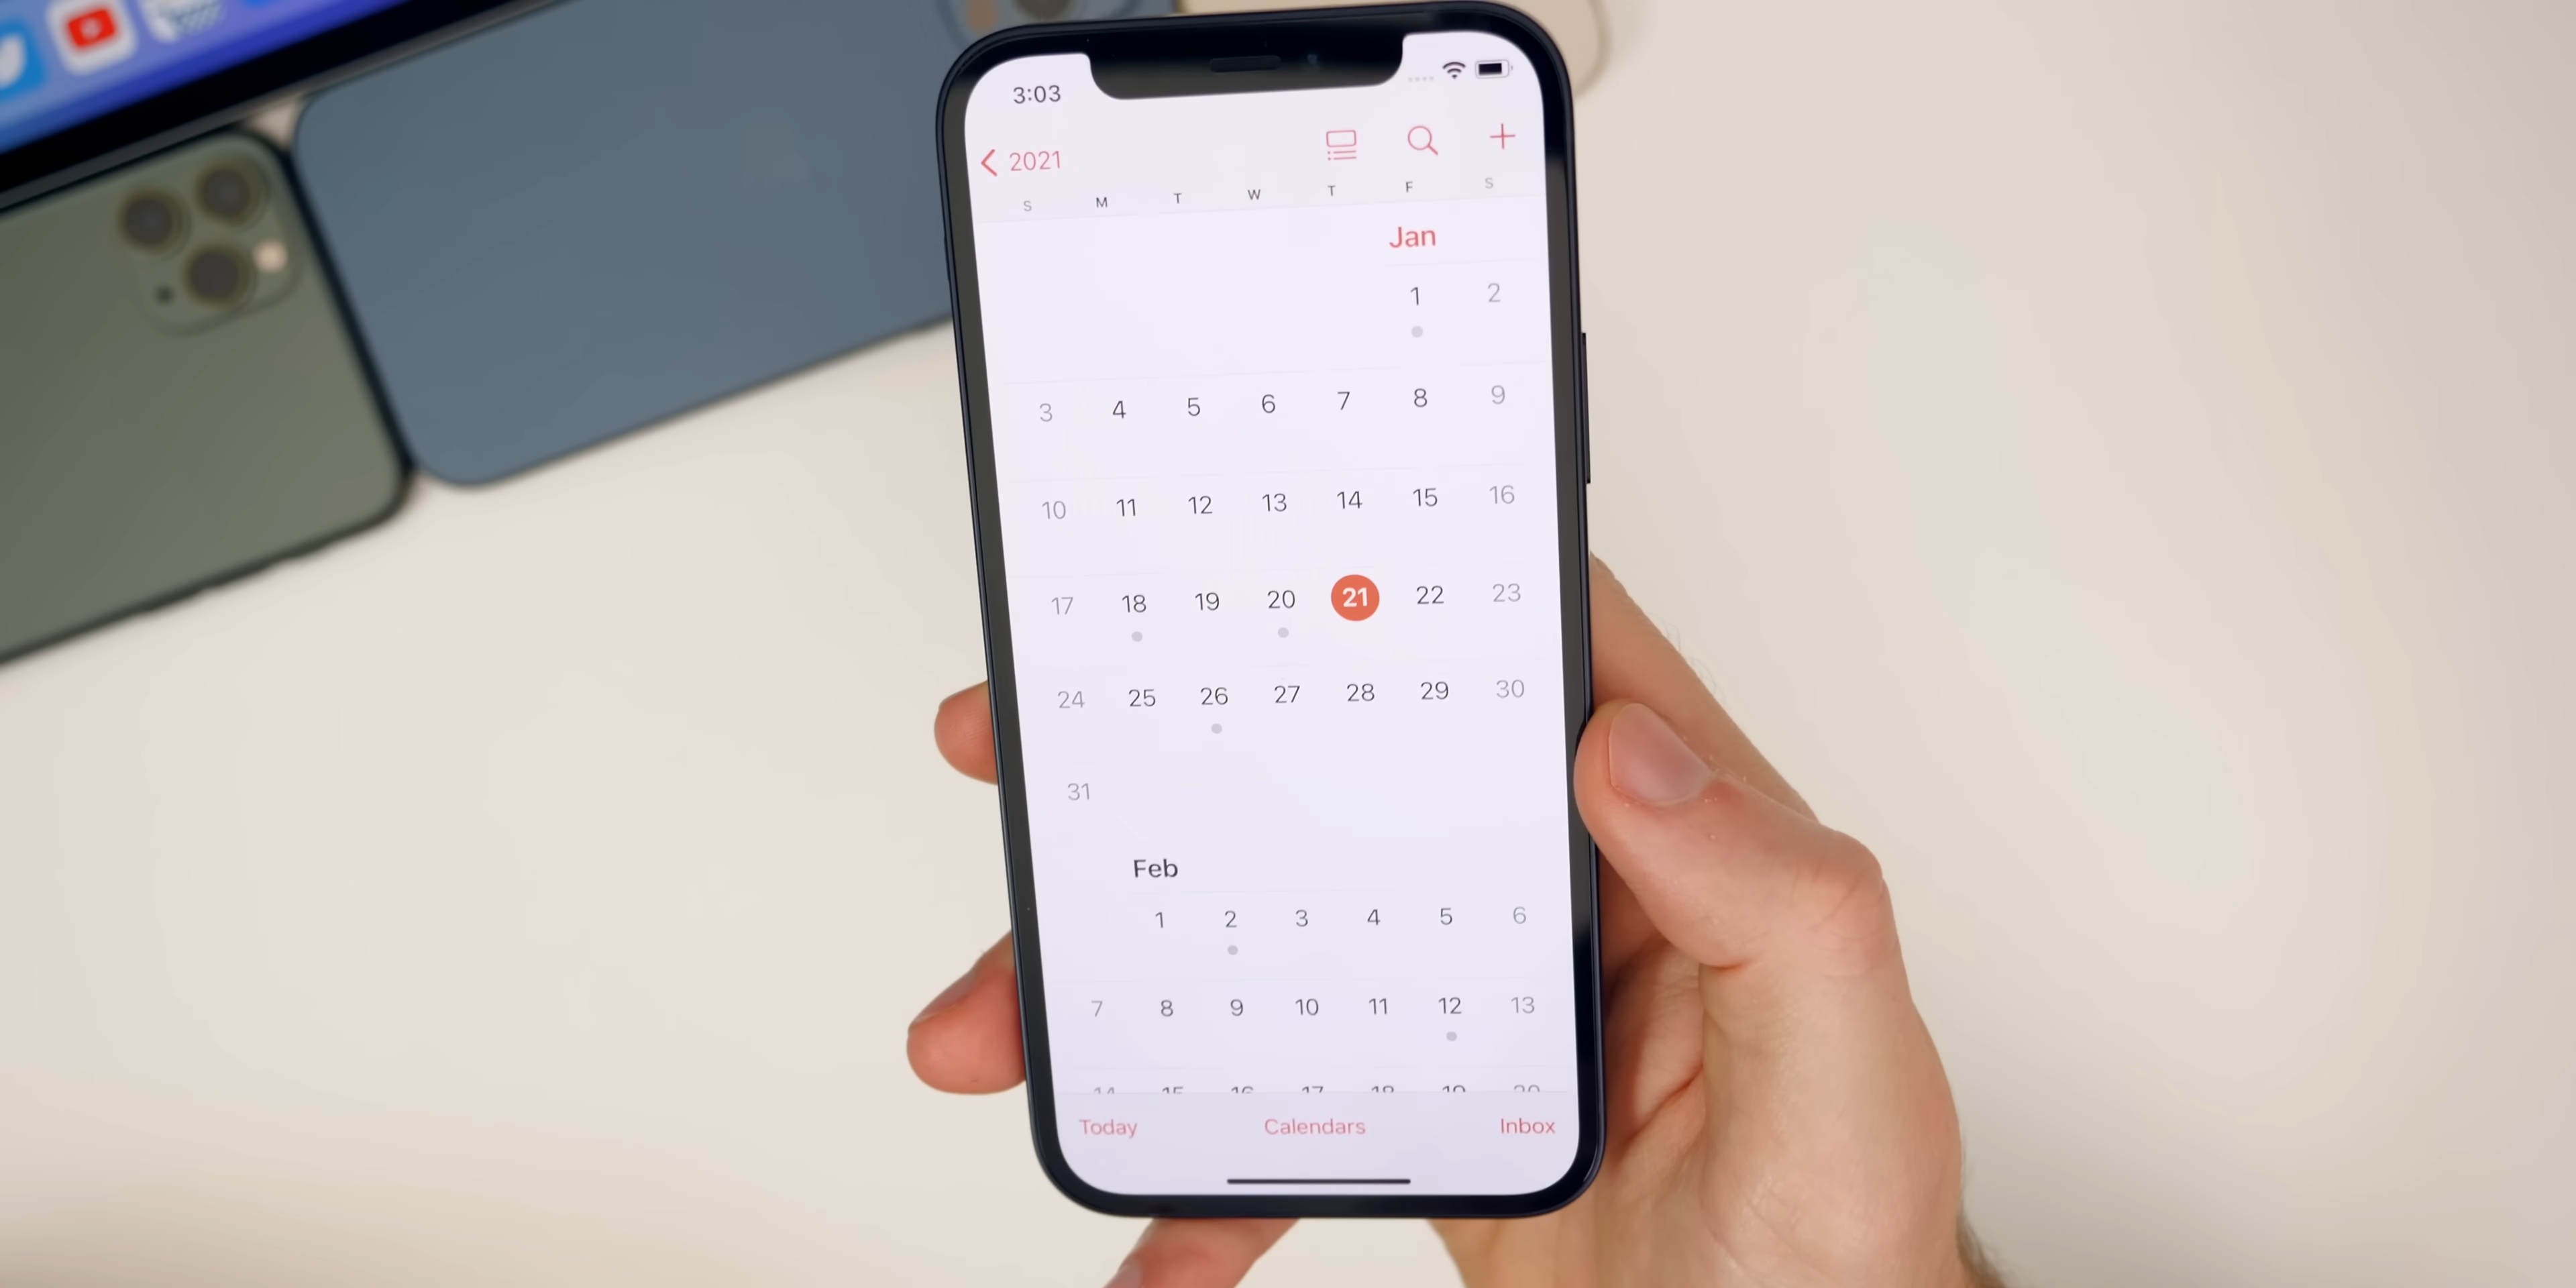 3:03
2021
S M T W T F S
Jan
1 2
3 4 5 6 7 8 9
10 11 12 13 14 15 16
17 18 19 20 21 22 23
24 25 26 27 28 29 30
31
Feb
1 2 3 4 5 6
7 8 9 10 11 12 13
Today Calendars Inbox